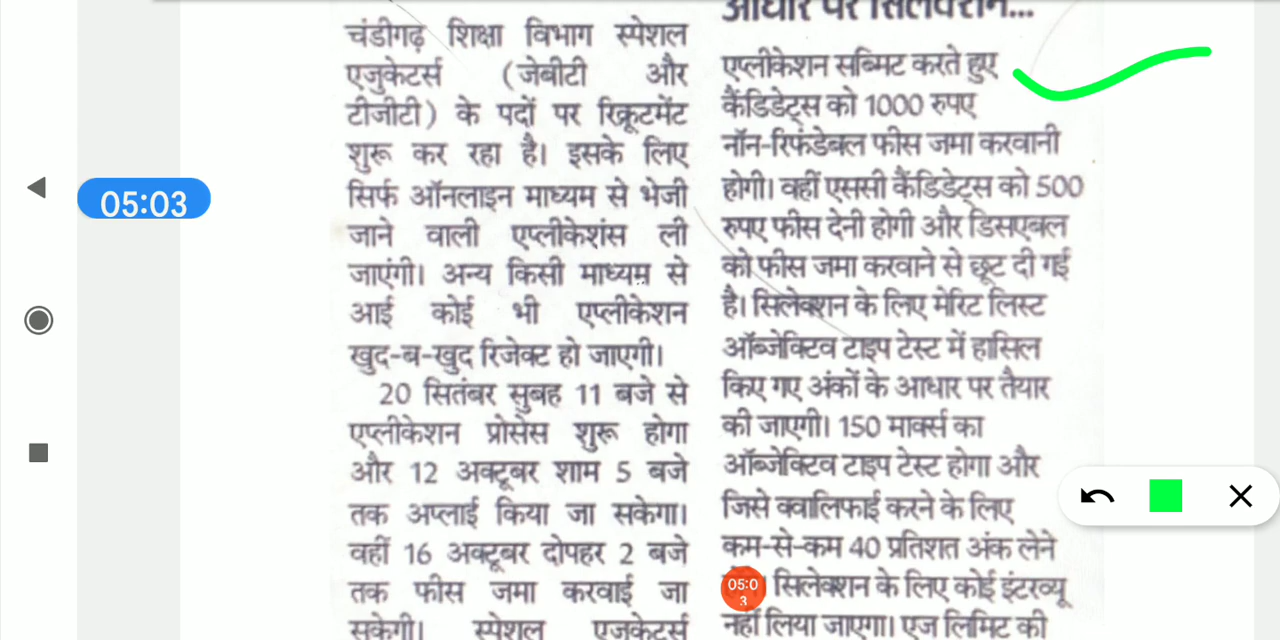 चंडीगढ़ शिक्षा विभाग स्पेशल
एजुकेटर्स (जेबीटी और
टीजीटी) के पदों पर रिक्रूटमेंट
शुरू कर रहा है। इसके लिए
सिर्फ ऑनलाइन माध्यम से भेजी
जाने वाली एप्लीकेशंस ली
जाएंगी। अन्य किसी माध्यम से
आई कोई भी एप्लीकेशन
खुद-ब-खुद रिजेक्ट हो जाएगी।
20 सितंबर सुबह 11 बजे से
एप्लीकेशन प्रोसेस शुरू होगा
और 12 अक्टूबर शाम 5 बजे
तक अप्लाई किया जा सकेगा।
वहीं 16 अक्टूबर दोपहर 2 बजे
तक फीस जमा करवाई जा
सकेगी। स्पेशल एजुकेटर्स
आधार पर सिलेक्शन...
एप्लीकेशन सब्मिट करते हुए
कैंडिडेट्स को 1000 रुपए
नॉन-रिफंडेबल फीस जमा करवानी
होगी। वहीं एससी कैंडिडेट्स को 500
रुपए फीस देनी होगी और डिसएबल
को फीस जमा करवाने से छूट दी गई
है। सिलेक्शन के लिए मेरिट लिस्ट
ऑब्जेक्टिव टाइप टेस्ट में हासिल
किए गए अंकों के आधार पर तैयार
की जाएगी। 150 मार्क्स का
ऑब्जेक्टिव टाइप टेस्ट होगा और
जिसे क्वालिफाई करने के लिए
कम-से-कम 40 प्रतिशत अंक लेने
सिलेक्शन के लिए कोई इंटरव्यू
नहीं लिया जाएगा। एज लिमिट की
05:03
05:0
3